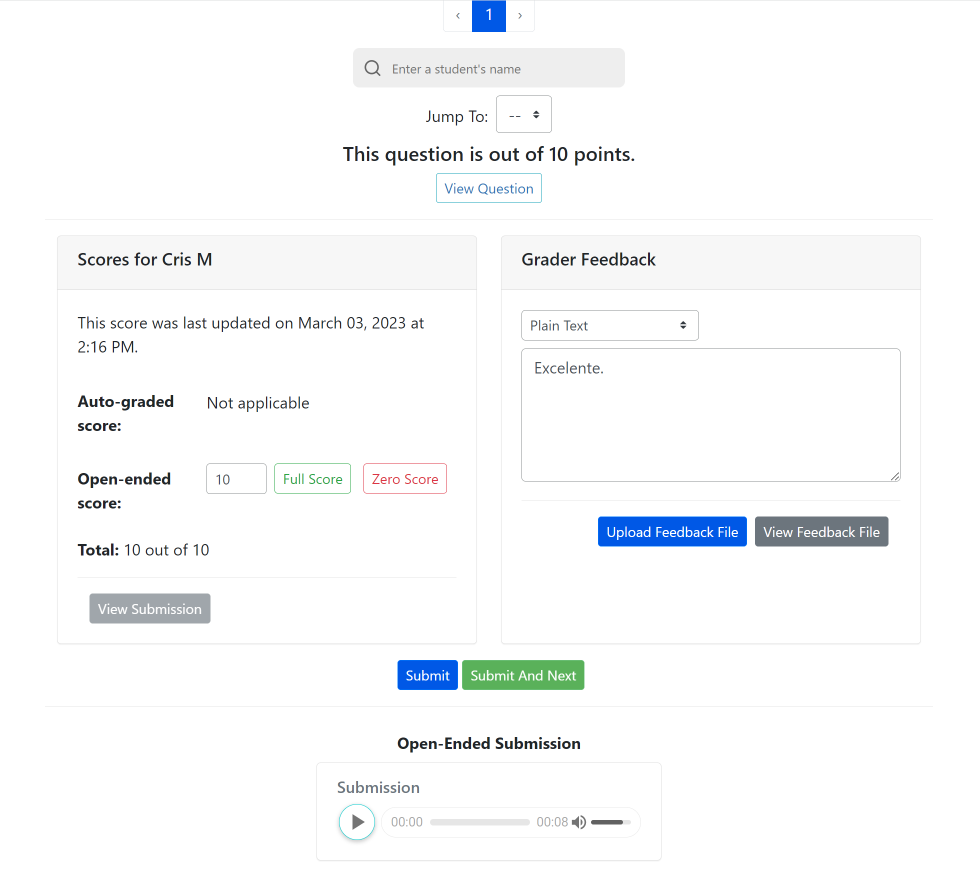 ‹ 1 ›
Enter a student's name
Jump To: --
This question is out of 10 points.
View Question
Scores for Cris M
This score was last updated on March 03, 2023 at
2:16 PM.
Auto-graded
score:
Not applicable
Open-ended
score:
10 Full Score Zero Score
Total: 10 out of 10
View Submission
Grader Feedback
Plain Text
Excelente.
Upload Feedback File View Feedback File
Submit Submit And Next
Open-Ended Submission
Submission
00:00 00:08